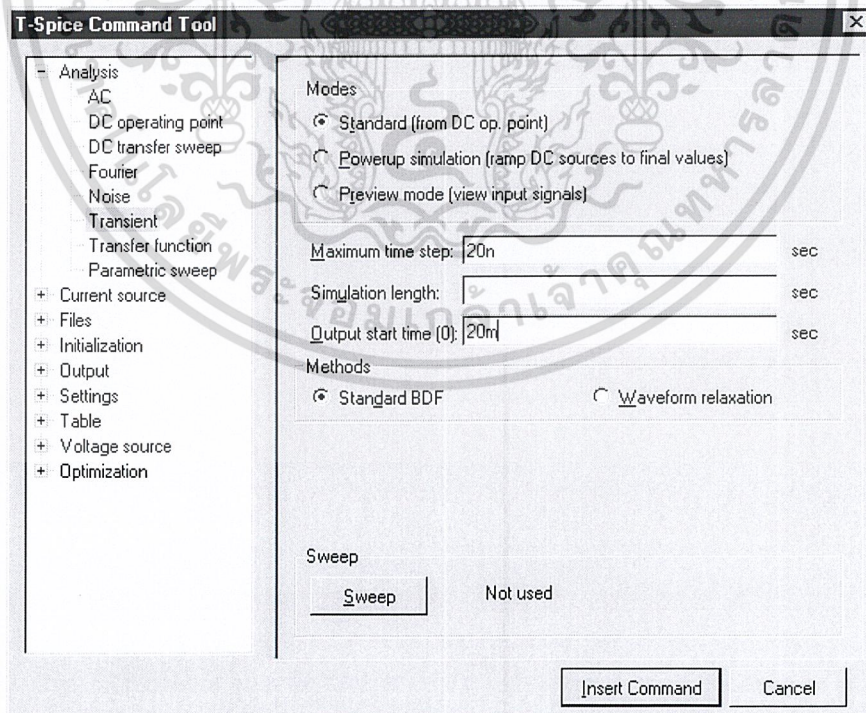 T-Spice Command Tool
Analysis
AC
DC operating point
DC transfer sweep
Fourier
Noise
Transient
Transfer function
Parametric sweep
Current source
Files
Initialization
Output
Settings
Table
Voltage source
Optimization
Modes
Standard (from DC op. point)
Powerup simulation (ramp DC sources to final values)
Preview mode (view input signals)
Maximum time step: 20n sec
Simulation length: sec
Output start time (0): 20m sec
Methods
Standard BDF Waveform relaxation
Sweep
Sweep Not used
Insert Command Cancel